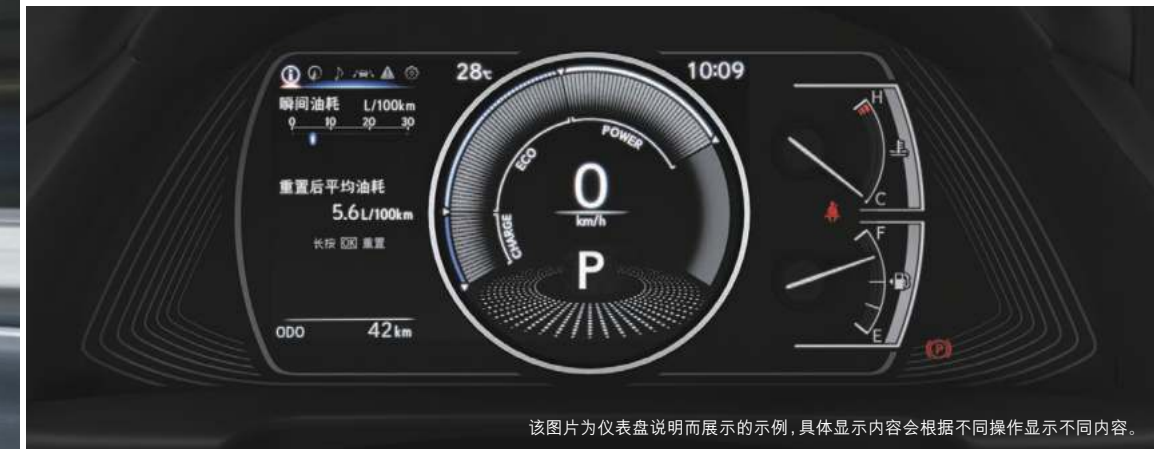 28℃
10:09
瞬间油耗 L/100km
0 10 20 30
重置后平均油耗
5.6 L/100km
长按 OK 重置
ODO 42 km
CHARGE
ECO
POWER
0
km/h
P
H
C
F
E
(P)
该图片为仪表盘说明而展示的示例,具体显示内容会根据不同操作显示不同内容。